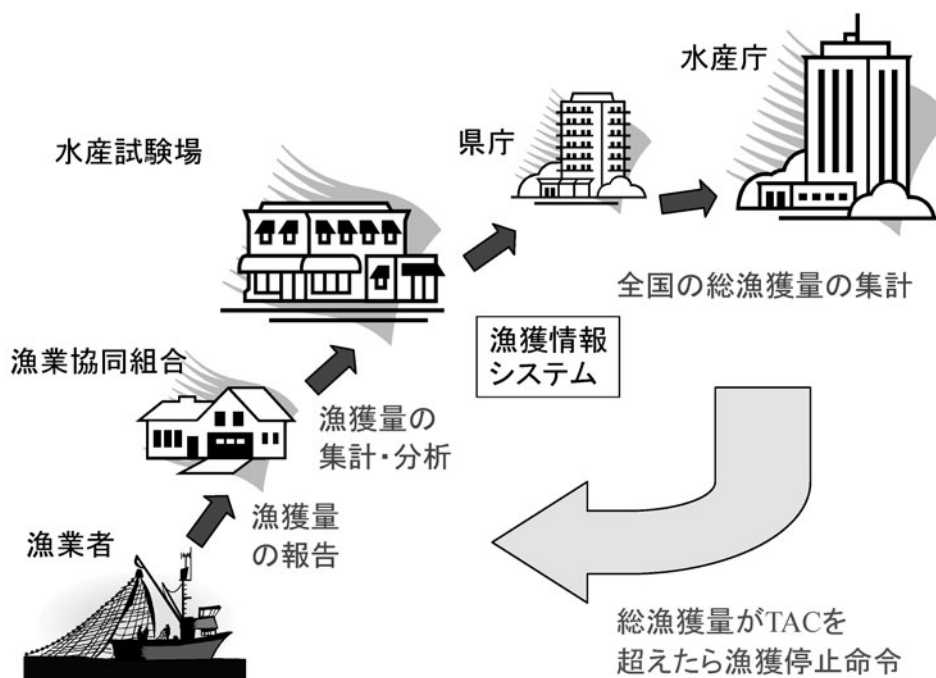 水産庁
県庁
水産試験場
全国の総漁獲量の集計
漁獲情報
システム
漁業協同組合
漁獲量の
集計・分析
漁獲量
の報告
漁業者
総漁獲量がTACを
超えたら漁獲停止命令